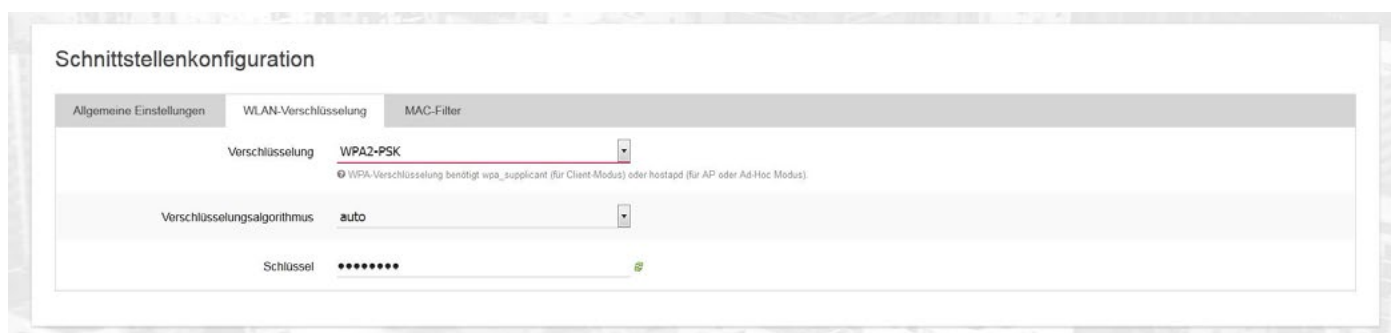 Schnittstellenkonfiguration
Allgemeine Einstellungen WLAN-Verschlüsselung MAC-Filter
Verschlüsselung WPA2-PSK
WPA-Verschlüsselung benötigt wpa_supplicant (für Client-Modus) oder hostapd (für AP oder Ad-Hoc Modus).
Verschlüsselungsalgorithmus auto
Schlüssel ••••••••